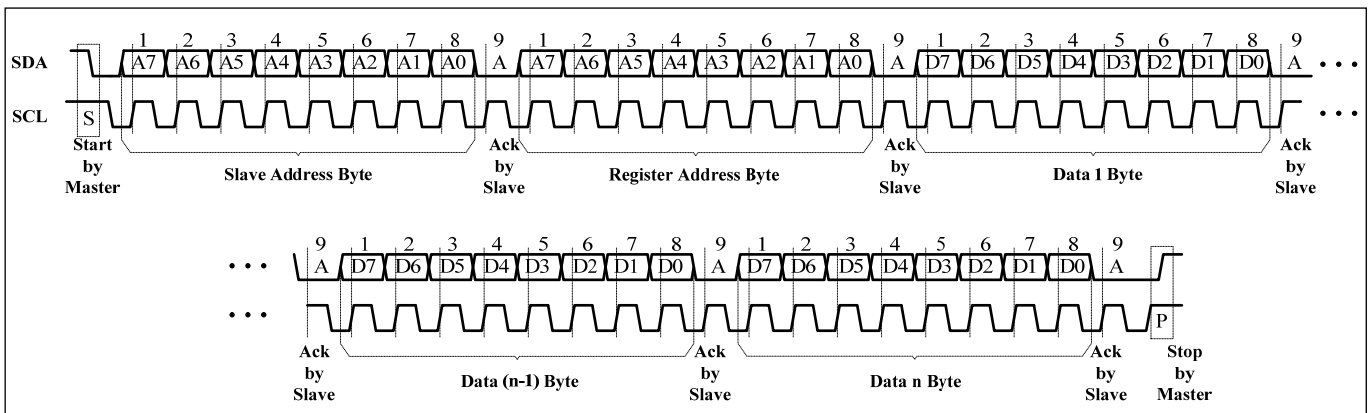 1 2 3 4 5 6 7 8 9 1 2 3 4 5 6 7 8 9 1 2 3 4 5 6 7 8 9
SDA A7 A6 A5 A4 A3 A2 A1 A0 A A7 A6 A5 A4 A3 A2 A1 A0 A D7 D6 D5 D4 D3 D2 D1 D0 A • • •
SCL S • • •
Start by Master
Slave Address Byte
Ack by Slave
Register Address Byte
Ack by Slave
Data 1 Byte
Ack by Slave
9 1 2 3 4 5 6 7 8 9 1 2 3 4 5 6 7 8 9
• • • A D7 D6 D5 D4 D3 D2 D1 D0 A D7 D6 D5 D4 D3 D2 D1 D0 A
• • • P
Ack by Slave
Data (n-1) Byte
Ack by Slave
Data n Byte
Ack by Slave
Stop by Master